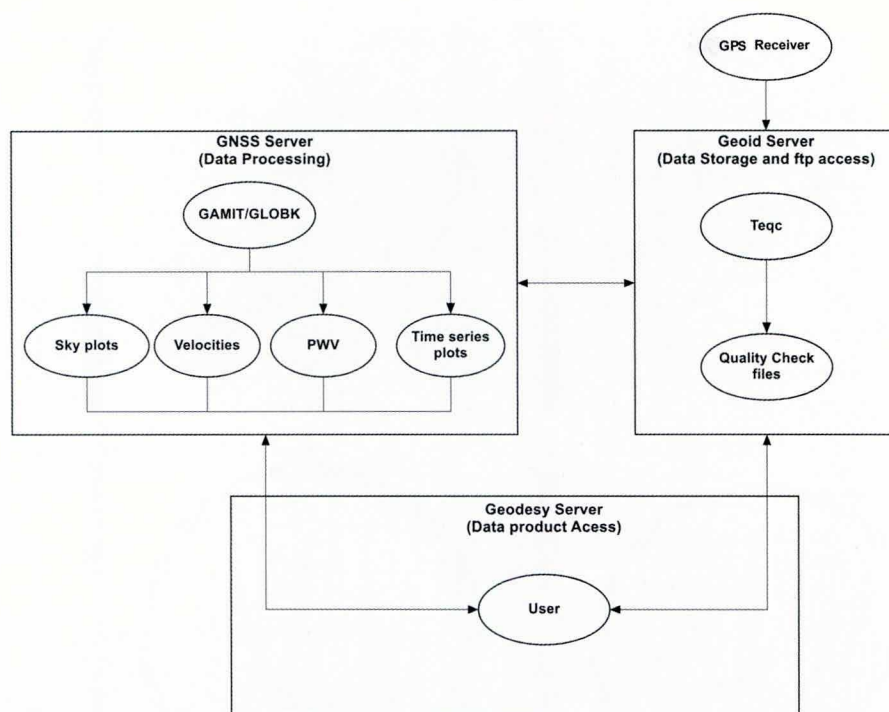 GPS Receiver
GNSS Server
(Data Processing)
GAMIT/GLOBK
Sky plots
Velocities
PWV
Time series
plots
Geoid Server
(Data Storage and ftp access)
Teqc
Quality Check
files
Geodesy Server
(Data product Acess)
User